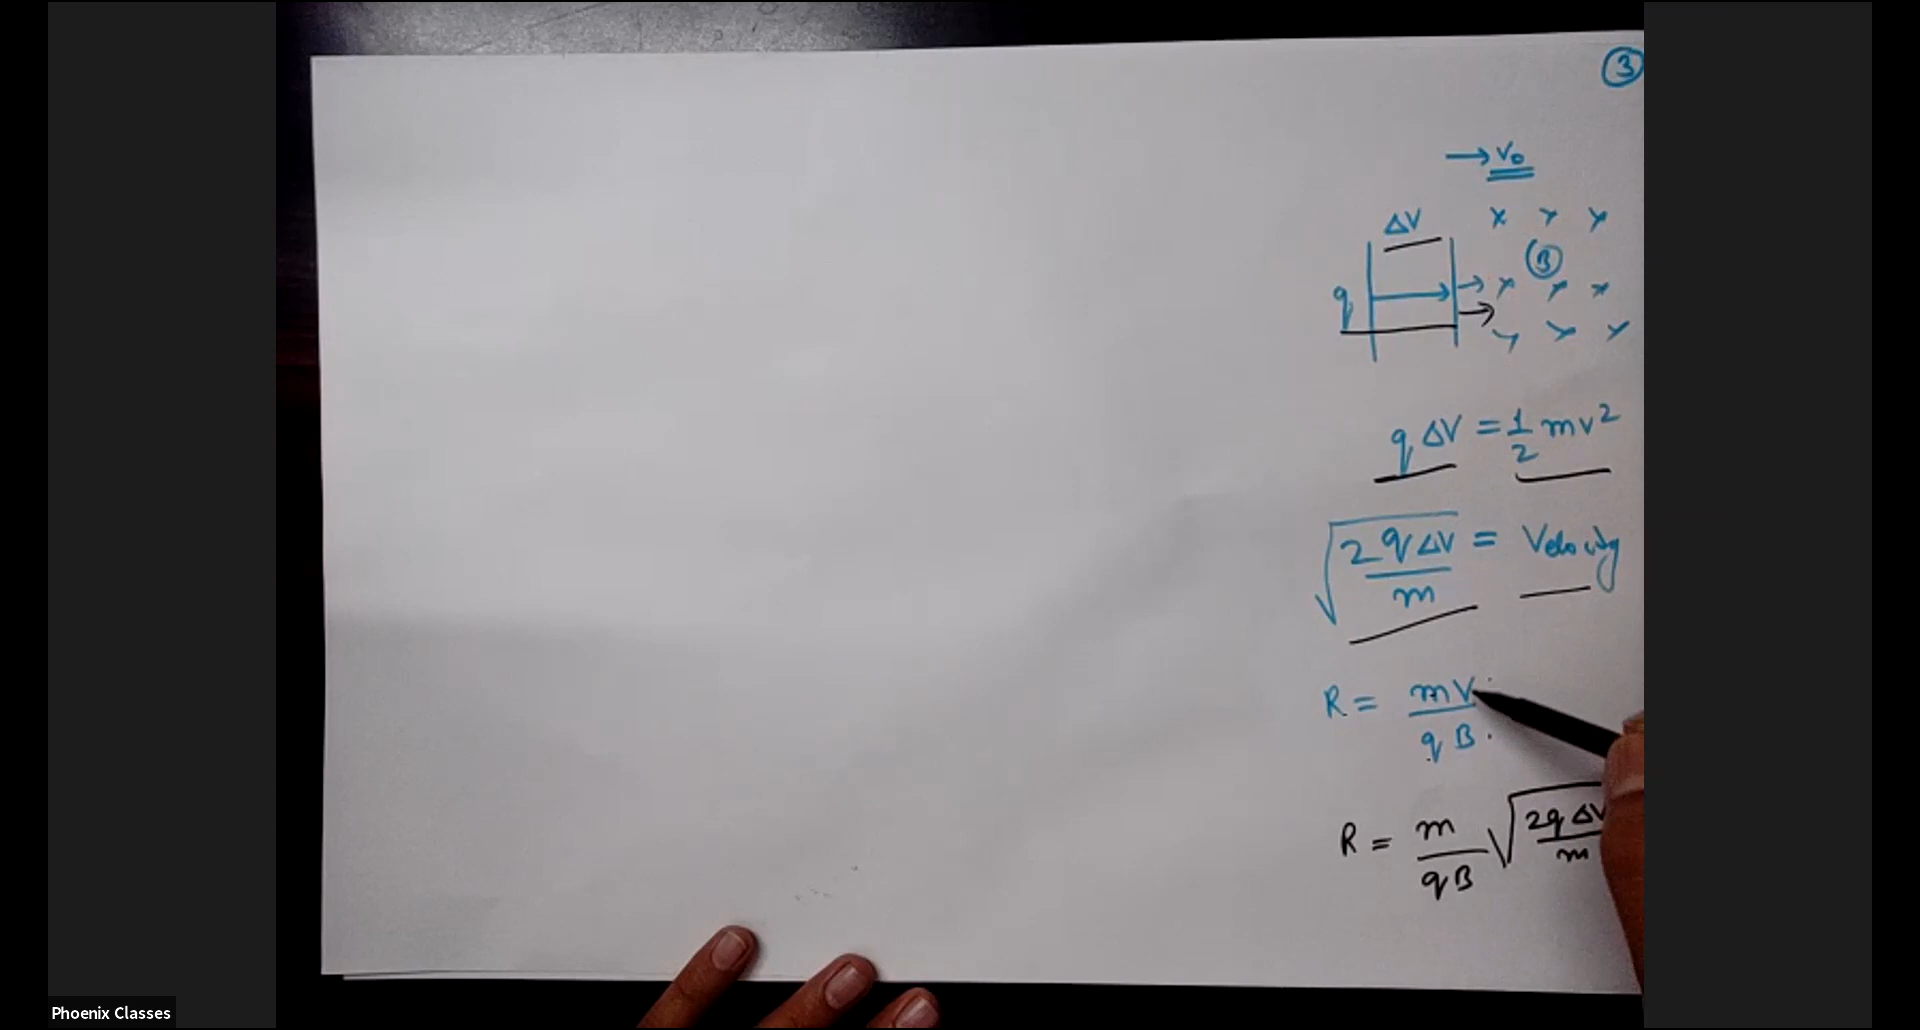 3
→ V₀
ΔV
x x x
B
q → x x x
→ x x x
q ΔV = 1/2 mv²
√(2qΔV/m) = Velocity
R = mV/qB
R = m/qB √(2qΔV/m)
Phoenix Classes